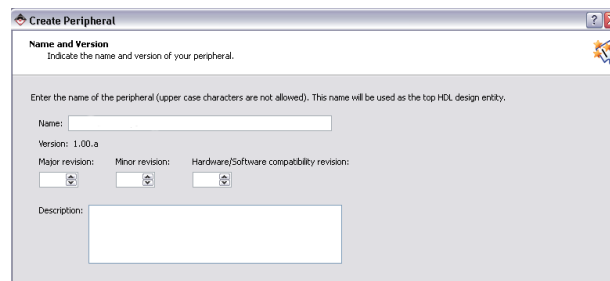 Create Peripheral
Name and Version
Indicate the name and version of your peripheral.
Enter the name of the peripheral (upper case characters are not allowed). This name will be used as the top HDL design entity.
Name:
Version: 1.00.a
Major revision: Minor revision: Hardware/Software compatibility revision:
Description: